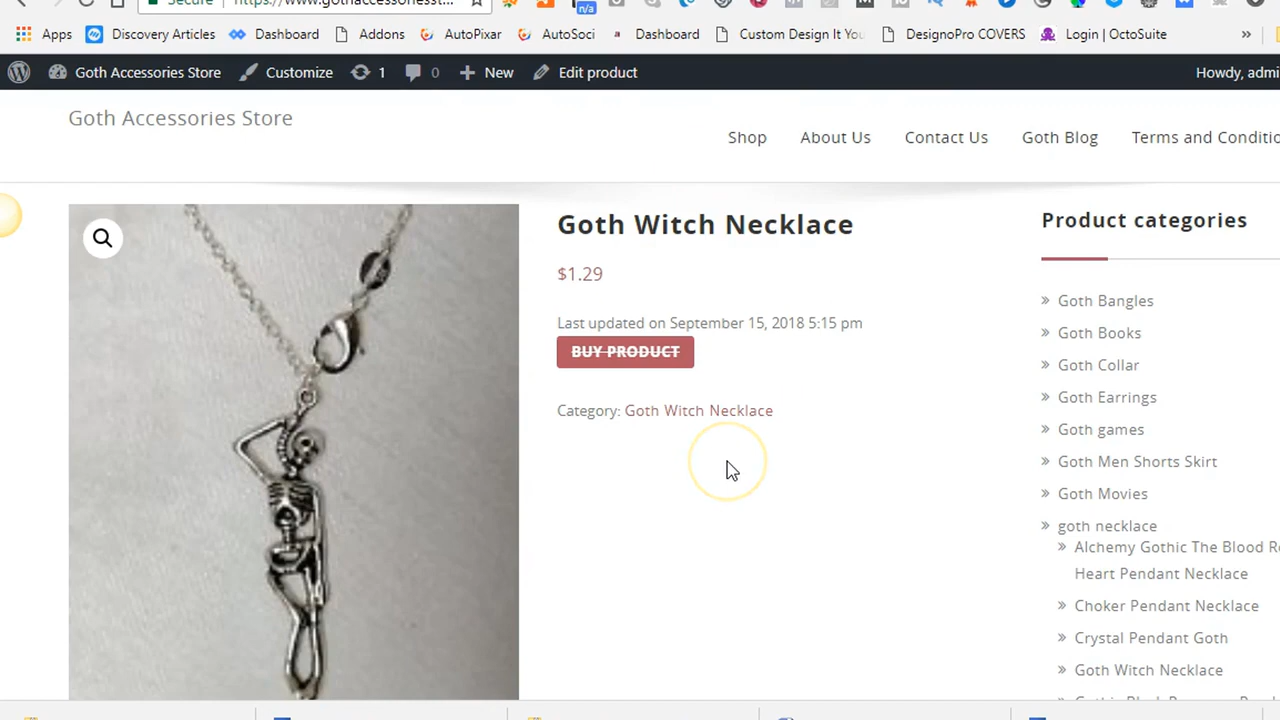 Secure
https://www.gothaccessoriesst...
n/a
Apps
Discovery Articles
Dashboard
Addons
AutoPixar
AutoSoci
a
Dashboard
Custom Design It You
DesignoPro COVERS
Login | OctoSuite
»
Goth Accessories Store
Customize
1
0
New
Edit product
Howdy, admi
Goth Accessories Store
Shop
About Us
Contact Us
Goth Blog
Terms and Conditio
Goth Witch Necklace
$1.29
Last updated on September 15, 2018 5:15 pm
BUY PRODUCT
Category: Goth Witch Necklace
Product categories
» Goth Bangles
» Goth Books
» Goth Collar
» Goth Earrings
» Goth games
» Goth Men Shorts Skirt
» Goth Movies
» goth necklace
» Alchemy Gothic The Blood R
Heart Pendant Necklace
» Choker Pendant Necklace
» Crystal Pendant Goth
» Goth Witch Necklace